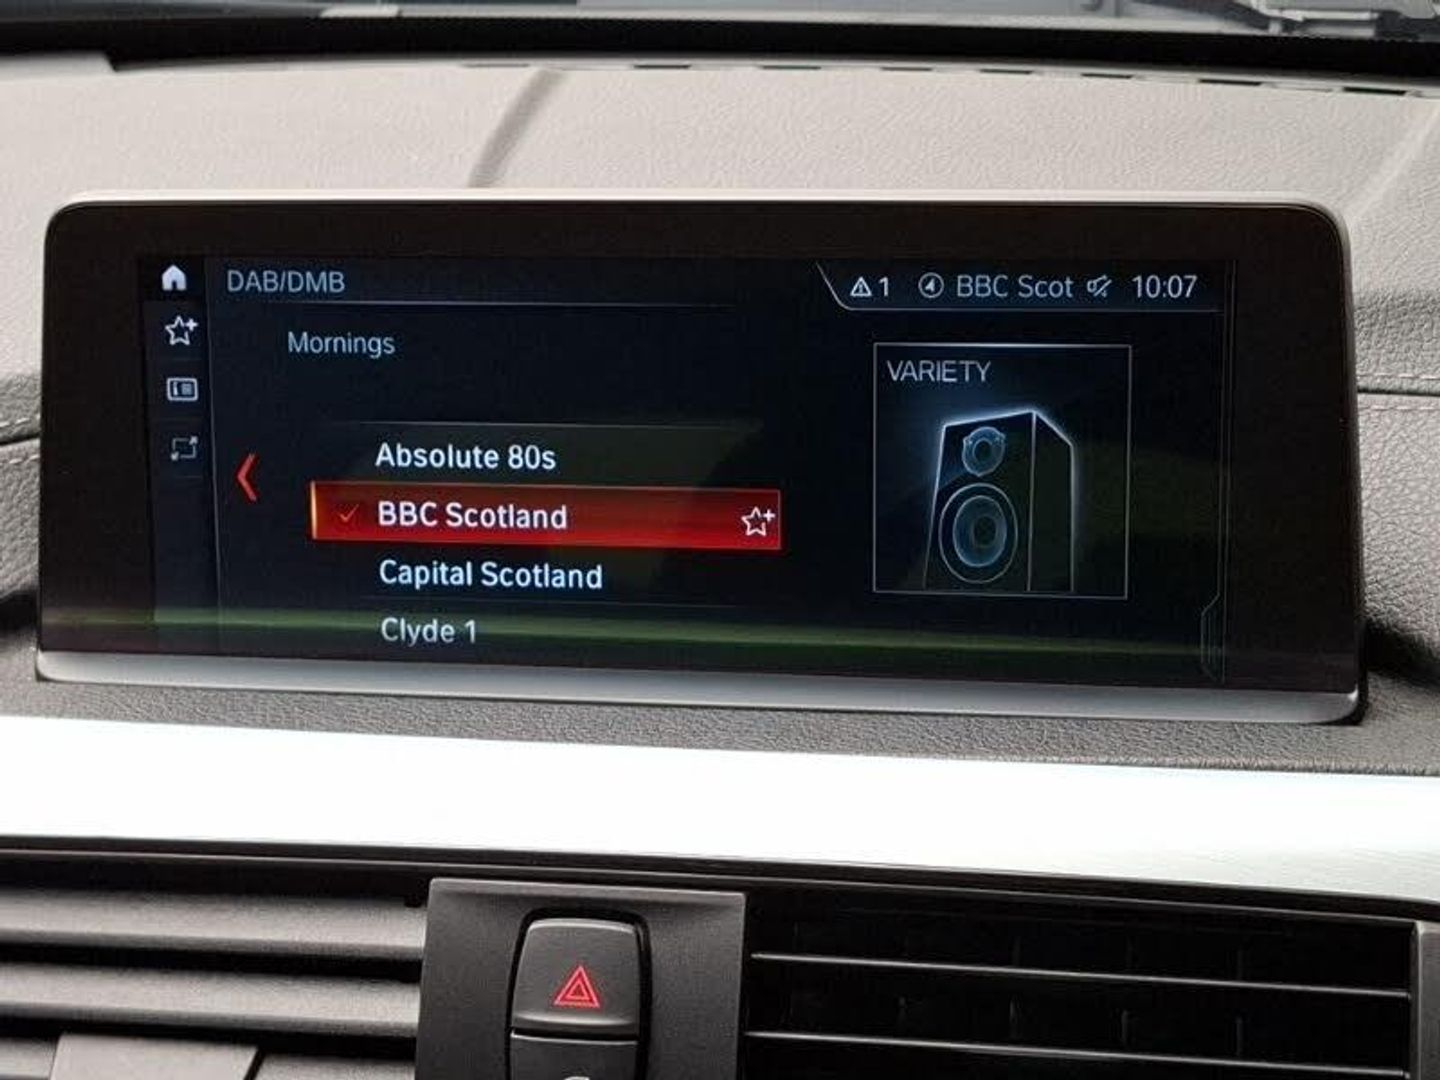 DAB/DMB
1 BBC Scot 10:07
Mornings
VARIETY
Absolute 80s
BBC Scotland
Capital Scotland
Clyde 1